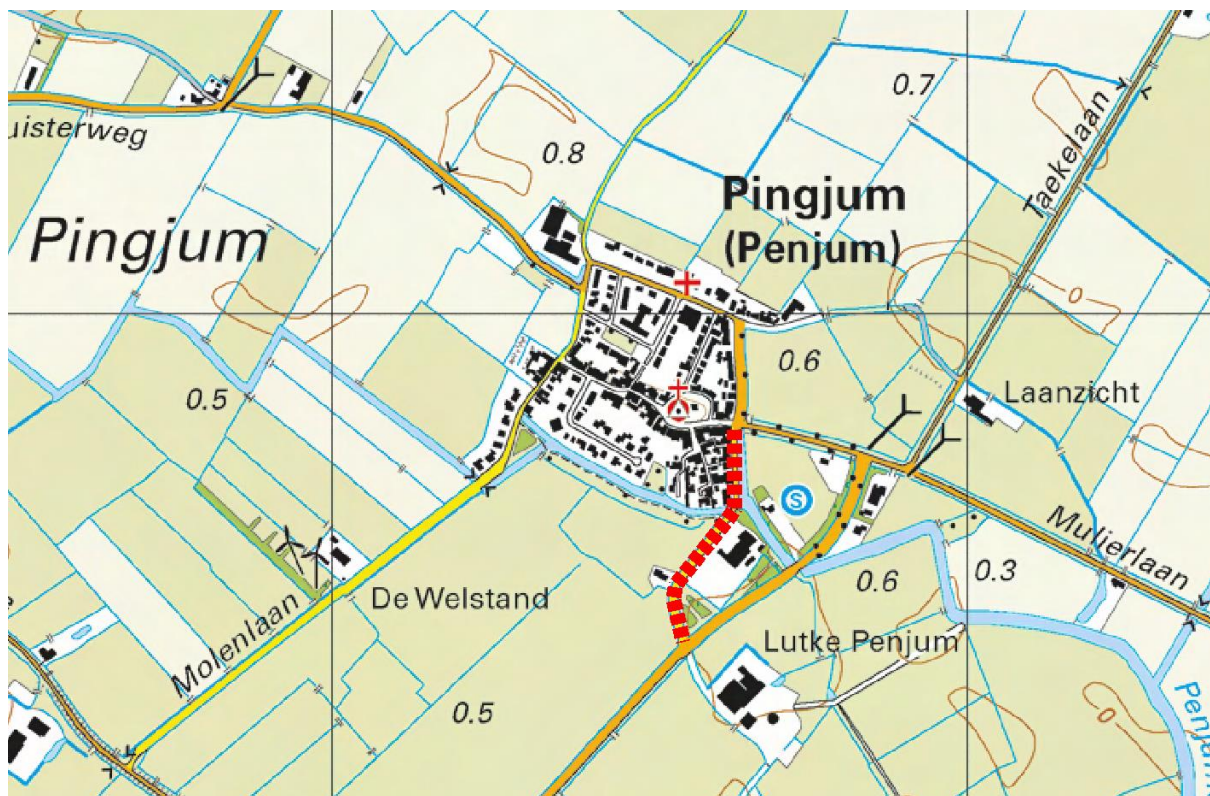 0.7
uisterweg
0.8
Taekelaan
Pingjum
(Penjum)
Pingjum
0
0.6
0.5
Laanzicht
S
Mulierlaan
0.6
0.3
De Welstand
Molenlaan
Lutke Penjum
0.5
0